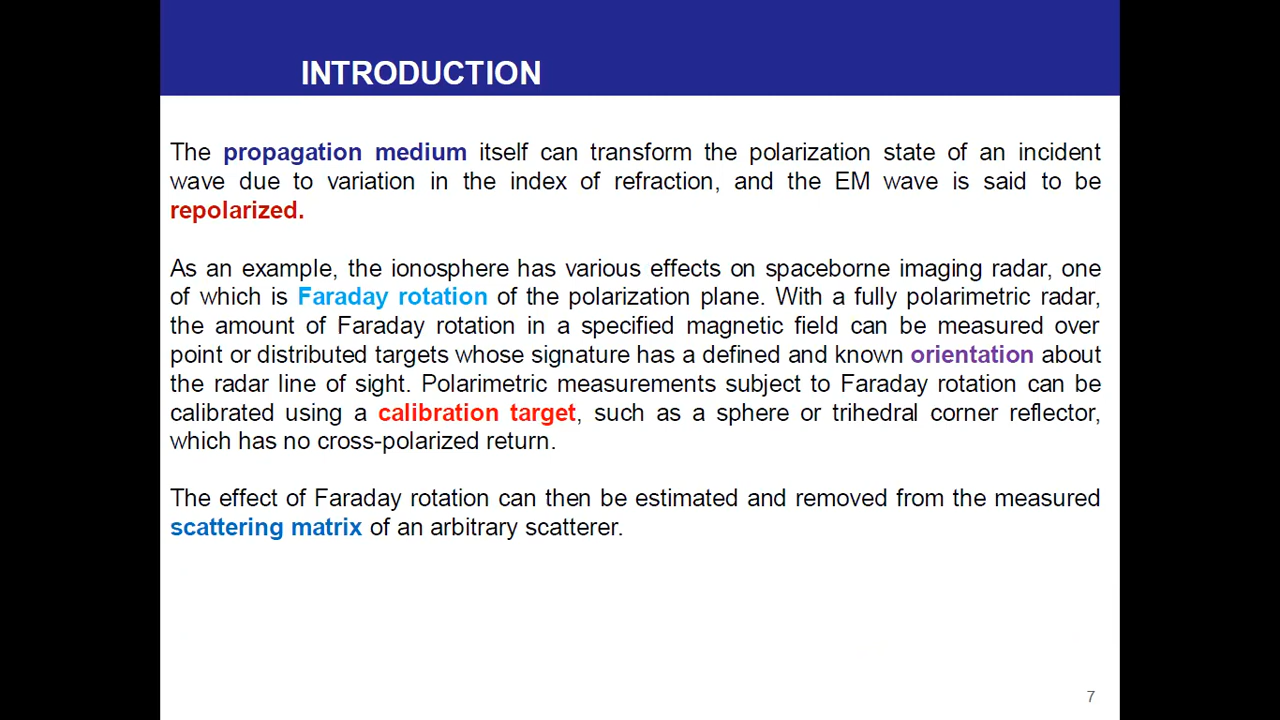 INTRODUCTION
The propagation medium itself can transform the polarization state of an incident
wave due to variation in the index of refraction, and the EM wave is said to be
repolarized.
As an example, the ionosphere has various effects on spaceborne imaging radar, one
of which is Faraday rotation of the polarization plane. With a fully polarimetric radar,
the amount of Faraday rotation in a specified magnetic field can be measured over
point or distributed targets whose signature has a defined and known orientation about
the radar line of sight. Polarimetric measurements subject to Faraday rotation can be
calibrated using a calibration target, such as a sphere or trihedral corner reflector,
which has no cross-polarized return.
The effect of Faraday rotation can then be estimated and removed from the measured
scattering matrix of an arbitrary scatterer.
7